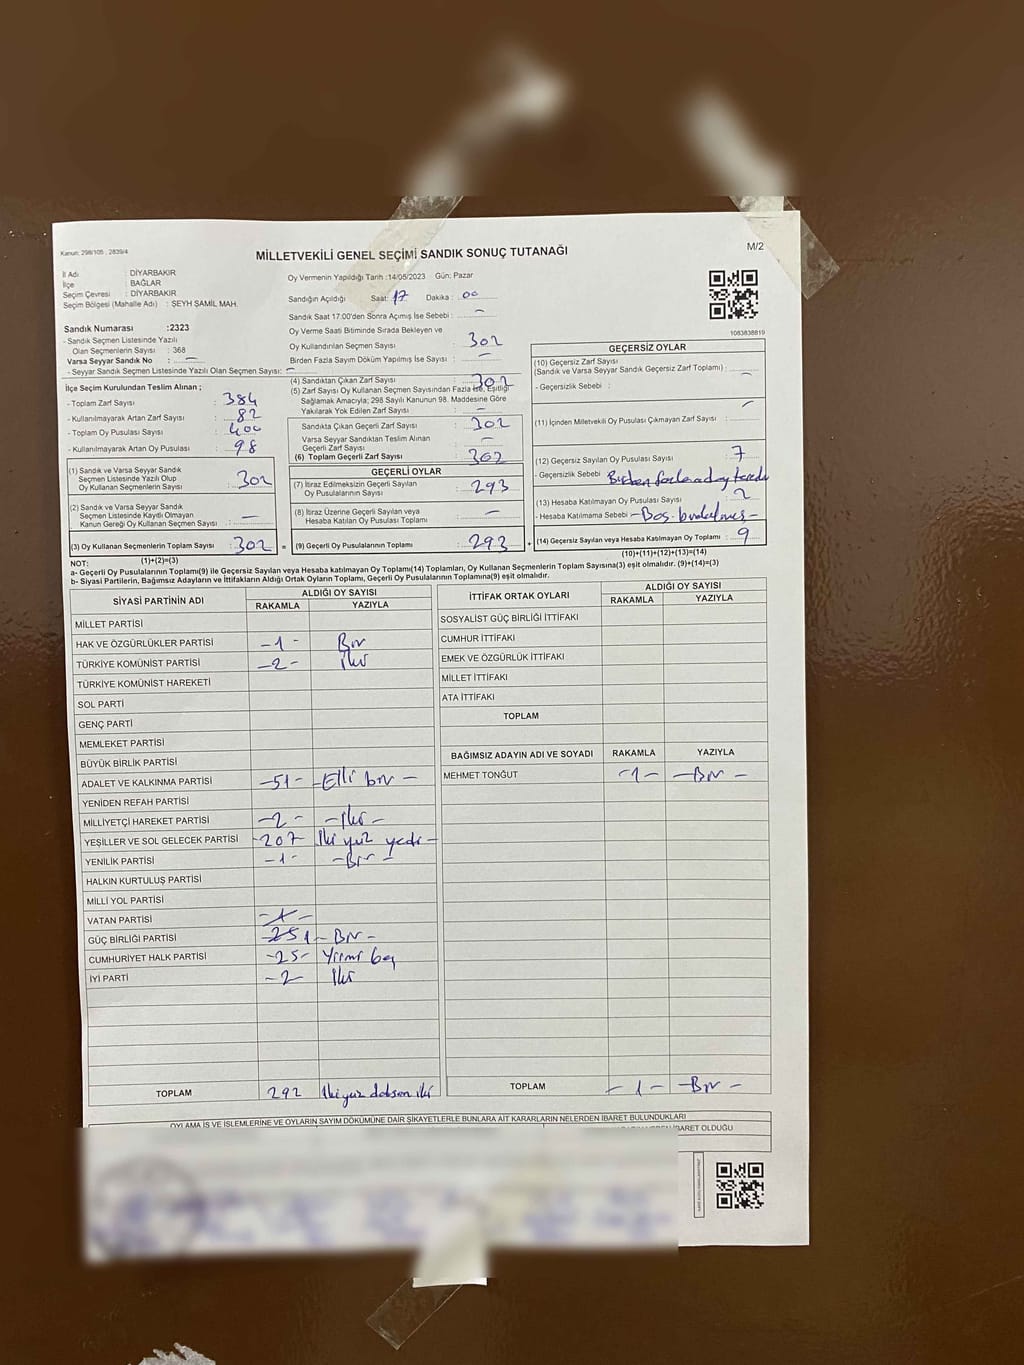 Kanun: 298/105 , 2839/4
MİLLETVEKİLİ GENEL SEÇİMİ SANDIK SONUÇ TUTANAĞI
M/2
İl Adı : DİYARBAKIR
İlçe : BAĞLAR
Seçim Çevresi : DİYARBAKIR
Seçim Bölgesi (Mahalle Adı) : ŞEYH ŞAMİL MAH.
Sandık Numarası :2323
- Sandık Seçmen Listesinde Yazılı
Olan Seçmenlerin Sayısı : 368
Varsa Seyyar Sandık No : -
- Seyyar Sandık Seçmen Listesinde Yazılı Olan Seçmen Sayısı: -
Oy Vermenin Yapıldığı Tarih :14/05/2023 Gün: Pazar
Sandığın Açıldığı Saat: 17 Dakika : 00
Sandık Saat 17.00'den Sonra Açılmış İse Sebebi : -
Oy Verme Saati Bitiminde Sırada Bekleyen ve
Oy Kullandırılan Seçmen Sayısı : 302
Birden Fazla Sayım Döküm Yapılmış İse Sayısı : -
1083838819
İlçe Seçim Kurulundan Teslim Alınan ;
- Toplam Zarf Sayısı : 384
- Kullanılmayarak Artan Zarf Sayısı : 82
- Toplam Oy Pusulası Sayısı : 400
- Kullanılmayarak Artan Oy Pusulası : 98
(1) Sandık ve Varsa Seyyar Sandık
Seçmen Listesinde Yazılı Olup
Oy Kullanan Seçmenlerin Sayısı : 302
(2) Sandık ve Varsa Seyyar Sandık
Seçmen Listesinde Kayıtlı Olmayan
Kanun Gereği Oy Kullanan Seçmen Sayısı : -
(3) Oy Kullanan Seçmenlerin Toplam Sayısı : 302 =
(1)+(2)=(3)
(4) Sandıktan Çıkan Zarf Sayısı : 302
(5) Zarf Sayısı Oy Kullanan Seçmen Sayısından Fazla ise, Eşitliği
Sağlamak Amacıyla; 298 Sayılı Kanunun 98. Maddesine Göre
Yakılarak Yok Edilen Zarf Sayısı : -
Sandıkta Çıkan Geçerli Zarf Sayısı : 302
Varsa Seyyar Sandıktan Teslim Alınan
Geçerli Zarf Sayısı : -
(6) Toplam Geçerli Zarf Sayısı : 302
GEÇERLİ OYLAR
(7) İtiraz Edilmeksizin Geçerli Sayılan
Oy Pusulalarının Sayısı : 293
(8) İtiraz Üzerine Geçerli Sayılan veya
Hesaba Katılan Oy Pusulası Toplamı : -
(9) Geçerli Oy Pusulalarının Toplamı : 293 +
GEÇERSİZ OYLAR
(10) Geçersiz Zarf Sayısı
(Sandık ve Varsa Seyyar Sandık Geçersiz Zarf Toplamı) : -
- Geçersizlik Sebebi :
(11) İçinden Milletvekili Oy Pusulası Çıkmayan Zarf Sayısı : -
(12) Geçersiz Sayılan Oy Pusulası Sayısı : 7
- Geçersizlik Sebebi : Birden fazla aday
(13) Hesaba Katılmayan Oy Pusulası Sayısı : 2
- Hesaba Katılmama Sebebi : - Boş -
(14) Geçersiz Sayılan veya Hesaba Katılmayan Oy Toplamı : 9
(10)+(11)+(12)+(13)=(14)
NOT:
a- Geçerli Oy Pusulalarının Toplamı(9) ile Geçersiz Sayılan veya Hesaba katılmayan Oy Toplamı(14) Toplamları, Oy Kullanan Seçmenlerin Toplam Sayısına(3) eşit olmalıdır. (9)+(14)=(3)
b- Siyasi Partilerin, Bağımsız Adayların ve İttifakların Aldığı Ortak Oyların Toplamı, Geçerli Oy Pusulalarının Toplamına(9) eşit olmalıdır.
SİYASİ PARTİNİN ADI ALDIĞI OY SAYISI
RAKAMLA YAZIYLA
MİLLET PARTİSİ
HAK VE ÖZGÜRLÜKLER PARTİSİ -1- Bir
TÜRKİYE KOMÜNİST PARTİSİ -2- İki
TÜRKİYE KOMÜNİST HAREKETİ
SOL PARTİ
GENÇ PARTİ
MEMLEKET PARTİSİ
BÜYÜK BİRLİK PARTİSİ
ADALET VE KALKINMA PARTİSİ -51- -Elli bir -
YENİDEN REFAH PARTİSİ
MİLLİYETÇİ HAREKET PARTİSİ -2- -İki-
YEŞİLLER VE SOL GELECEK PARTİSİ -207 İki yüz yedi -
YENİLİK PARTİSİ -1- -Bir-
HALKIN KURTULUŞ PARTİSİ
MİLLİ YOL PARTİSİ
VATAN PARTİSİ
GÜÇ BİRLİĞİ PARTİSİ -25 1- Bir-
CUMHURİYET HALK PARTİSİ -25- Yirmi beş
İYİ PARTİ -2- İki
TOPLAM 292 İki yüz doksan iki
İTTİFAK ORTAK OYLARI ALDIĞI OY SAYISI
RAKAMLA YAZIYLA
SOSYALİST GÜÇ BİRLİĞİ İTTİFAKI
CUMHUR İTTİFAKI
EMEK VE ÖZGÜRLÜK İTTİFAKI
MİLLET İTTİFAKI
ATA İTTİFAKI
TOPLAM
BAĞIMSIZ ADAYIN ADI VE SOYADI RAKAMLA YAZIYLA
MEHMET TONĞUT -1- -Bir -
TOPLAM -1- -Bir -
OYLAMA İŞ VE İŞLEMLERİNE VE OYLARIN SAYIM DÖKÜMÜNE DAİR ŞİKAYETLERLE BUNLARA AİT KARARLARIN NELERDEN İBARET BULUNDUKLARI
İBARET OLDUĞU